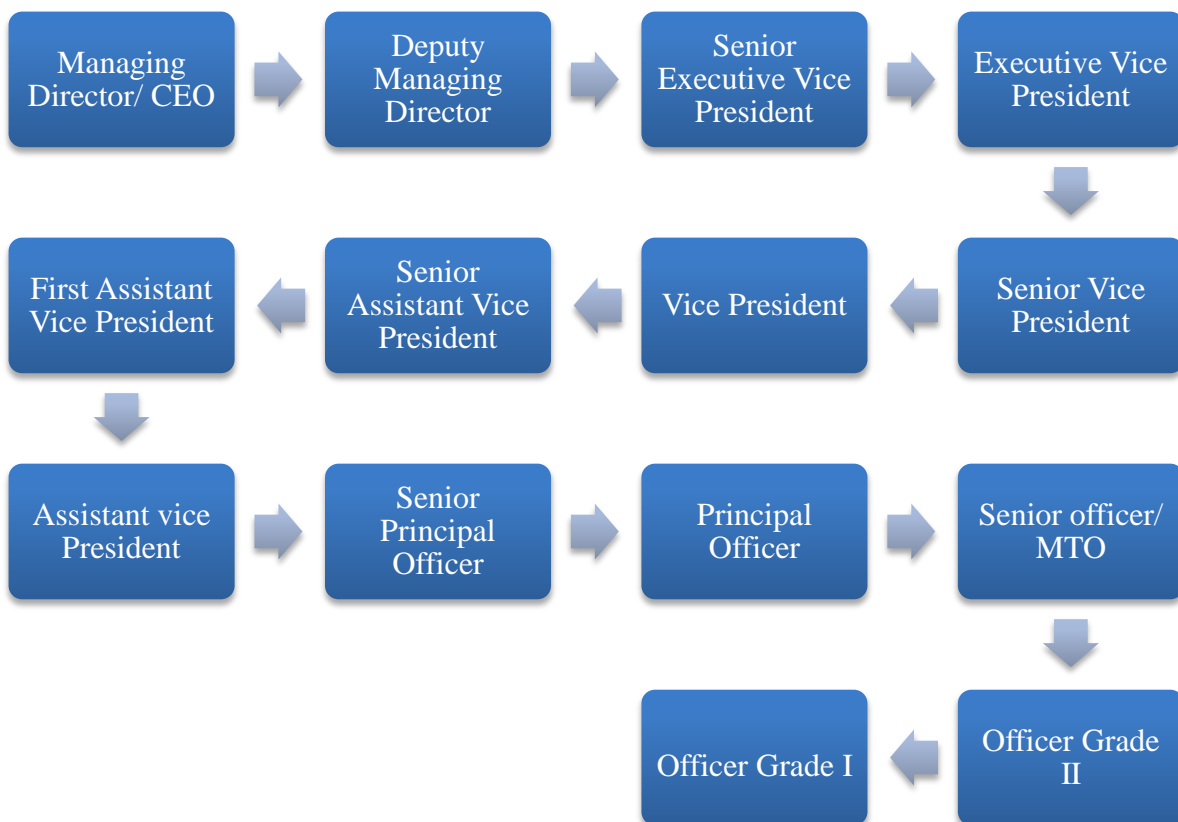 Managing
Director/ CEO
Deputy
Managing
Director
Senior
Executive Vice
President
Executive Vice
President
Senior Vice
President
Vice President
Senior
Assistant Vice
President
First Assistant
Vice President
Assistant vice
President
Senior
Principal
Officer
Principal
Officer
Senior officer/
MTO
Officer Grade
II
Officer Grade I